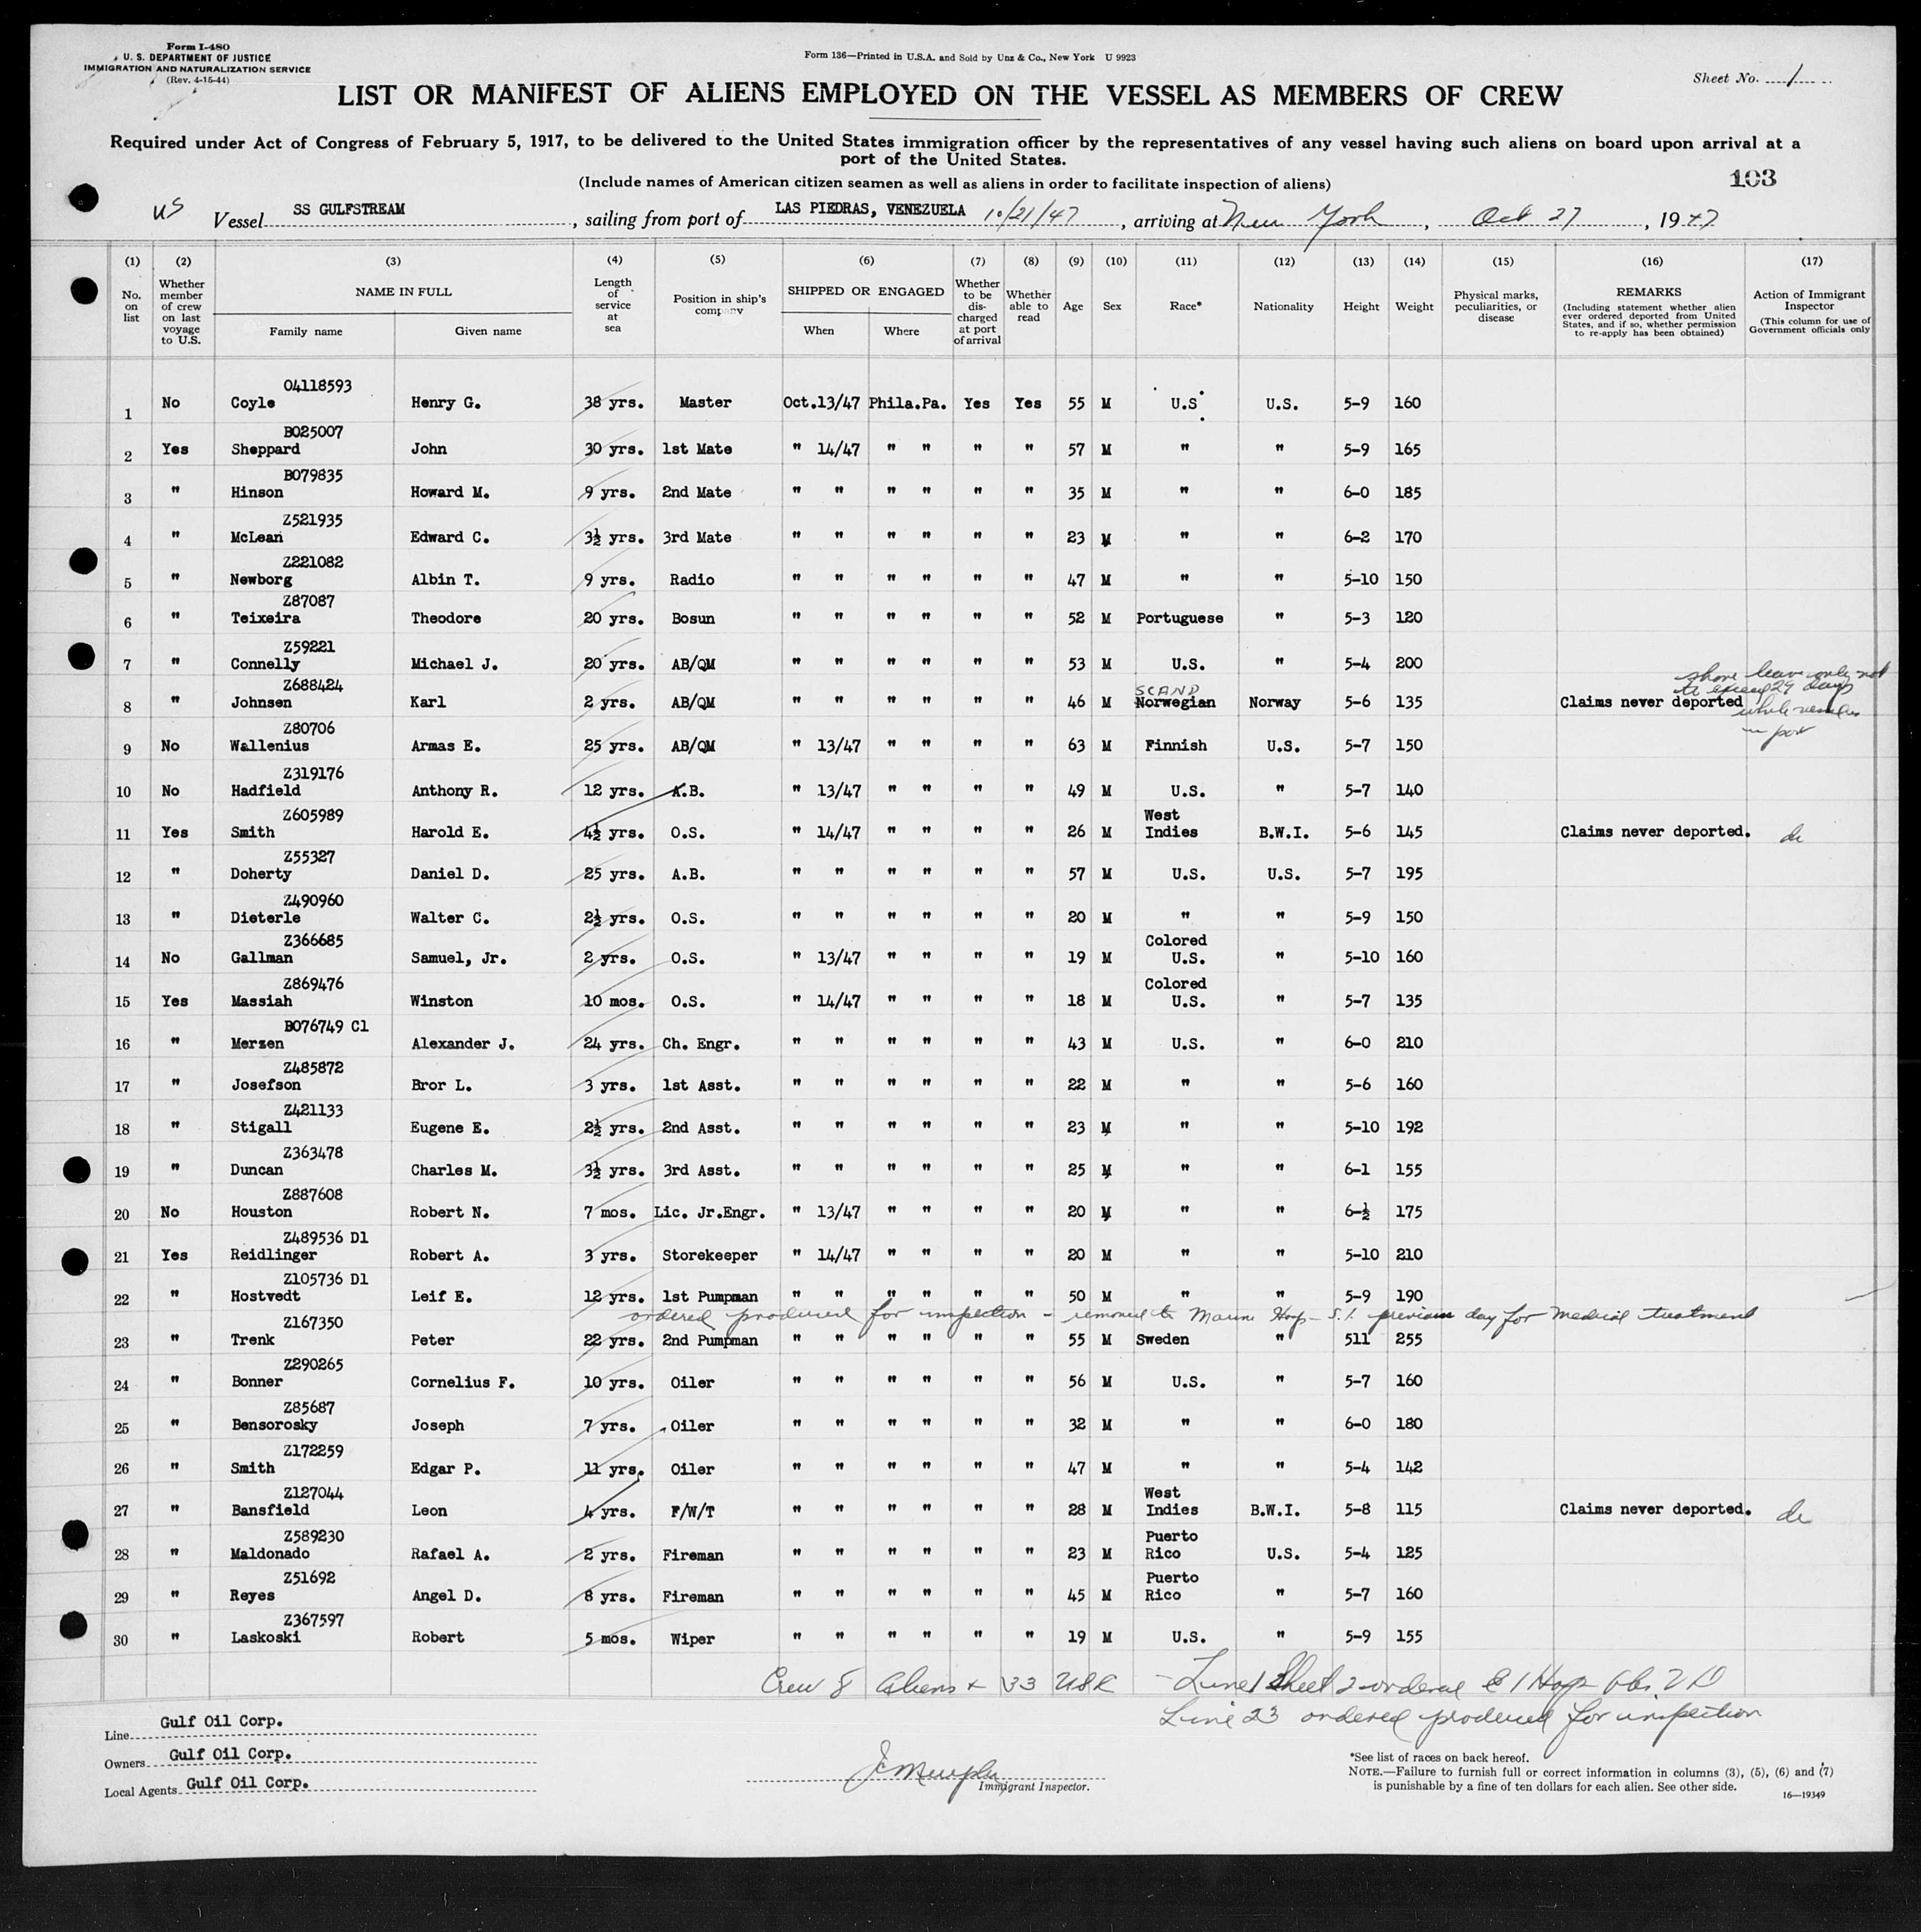 Form I-480
U. S. DEPARTMENT OF JUSTICE
IMMIGRATION AND NATURALIZATION SERVICE
(Rev. 4-15-44)
Form 136—Printed in U.S.A. and Sold by Unz & Co., New York U 9923
Sheet No. 1
LIST OR MANIFEST OF ALIENS EMPLOYED ON THE VESSEL AS MEMBERS OF CREW
Required under Act of Congress of February 5, 1917, to be delivered to the United States immigration officer by the representatives of any vessel having such aliens on board upon arrival at a
port of the United States.
(Include names of American citizen seamen as well as aliens in order to facilitate inspection of aliens)
103
US Vessel SS GULFSTREAM, sailing from port of LAS PIEDRAS, VENEZUELA 10/21/47, arriving at New York, Oct 27, 1947
(1) No. on list
(2) Whether member of crew on last voyage to U.S.
(3) NAME IN FULL Family name Given name
(4) Length of service at sea
(5) Position in ship's company
(6) SHIPPED OR ENGAGED When Where
(7) Whether to be discharged at port of arrival
(8) Whether able to read
(9) Age
(10) Sex
(11) Race*
(12) Nationality
(13) Height
(14) Weight
(15) Physical marks, peculiarities, or disease
(16) REMARKS (Including statement whether alien ever ordered deported from United States, and if so, whether permission to re-apply has been obtained)
(17) Action of Immigrant Inspector (This column for use of Government officials only
04118593
1 No Coyle Henry G. 38 yrs. Master Oct.13/47 Phila.Pa. Yes Yes 55 M U.S. U.S. 5-9 160
B025007
2 Yes Sheppard John 30 yrs. 1st Mate " 14/47 " " " " 57 M " " 5-9 165
B079835
3 " Hinson Howard M. 9 yrs. 2nd Mate " " " " " " 35 M " " 6-0 185
Z521935
4 " McLean Edward C. 3½ yrs. 3rd Mate " " " " " " 23 M " " 6-2 170
Z221082
5 " Newborg Albin T. 9 yrs. Radio " " " " " " 47 M " " 5-10 150
Z87087
6 " Teixeira Theodore 20 yrs. Bosun " " " " " " 52 M Portuguese " 5-3 120
Z59221
7 " Connelly Michael J. 20 yrs. AB/QM " " " " " " 53 M U.S. " 5-4 200
Z688424
8 " Johnsen Karl 2 yrs. AB/QM " " " " " " 46 M SCAND Norwegian Norway 5-6 135 Claims never deported shore leave only not to exceed 29 days while vessel is in port
Z80706
9 No Wallenius Armas E. 25 yrs. AB/QM " 13/47 " " " " 63 M Finnish U.S. 5-7 150
Z319176
10 No Hadfield Anthony R. 12 yrs. A.B. " 13/47 " " " " 49 M U.S. " 5-7 140
Z605989
11 Yes Smith Harold E. 4½ yrs. O.S. " 14/47 " " " " 26 M West Indies B.W.I. 5-6 145 Claims never deported. do
Z55327
12 " Doherty Daniel D. 25 yrs. A.B. " " " " " " 57 M U.S. U.S. 5-7 195
Z490960
13 " Dieterle Walter C. 2½ yrs. O.S. " " " " " " 20 M " " 5-9 150
Z366685
14 No Gallman Samuel, Jr. 2 yrs. O.S. " 13/47 " " " " 19 M Colored U.S. " 5-10 160
Z869476
15 Yes Massiah Winston 10 mos. O.S. " 14/47 " " " " 18 M Colored U.S. " 5-7 135
B076749 C1
16 " Merzen Alexander J. 24 yrs. Ch. Engr. " " " " " " 43 M U.S. " 6-0 210
Z485872
17 " Josefson Bror L. 3 yrs. 1st Asst. " " " " " " 22 M " " 5-6 160
Z421133
18 " Stigall Eugene E. 2½ yrs. 2nd Asst. " " " " " " 23 M " " 5-10 192
Z363478
19 " Duncan Charles M. 3½ yrs. 3rd Asst. " " " " " " 25 M " " 6-1 155
Z887608
20 No Houston Robert N. 7 mos. Lic. Jr.Engr. " 13/47 " " " " 20 M " " 6-½ 175
Z489536 D1
21 Yes Reidlinger Robert A. 3 yrs. Storekeeper " 14/47 " " " " 20 M " " 5-10 210
Z105736 D1
22 " Hostvedt Leif E. 12 yrs. 1st Pumpman " " " " " " 50 M " " 5-9 190
ordered produced for inspection - removed to Marine Hosp - S.I. previous day for medical treatment
Z167350
23 " Trenk Peter 22 yrs. 2nd Pumpman " " " " " " 55 M Sweden " 511 255
Z290265
24 " Bonner Cornelius F. 10 yrs. Oiler " " " " " " 56 M U.S. " 5-7 160
Z85687
25 " Bensorosky Joseph 7 yrs. Oiler " " " " " " 32 M " " 6-0 180
Z172259
26 " Smith Edgar P. 11 yrs. Oiler " " " " " " 47 M " " 5-4 142
Z127044
27 " Bansfield Leon 4 yrs. F/W/T " " " " " " 28 M West Indies B.W.I. 5-8 115 Claims never deported. do
Z589230
28 " Maldonado Rafael A. 2 yrs. Fireman " " " " " " 23 M Puerto Rico U.S. 5-4 125
Z51692
29 " Reyes Angel D. 8 yrs. Fireman " " " " " " 45 M Puerto Rico " 5-7 160
Z367597
30 " Laskoski Robert 5 mos. Wiper " " " " " " 19 M U.S. " 5-9 155
Crew 8 aliens + 33 USC - Line 1 Sheet 2 ordered
Line 23 ordered produced for inspection
Line Gulf Oil Corp.
Owners Gulf Oil Corp.
Local Agents Gulf Oil Corp.
Immigrant Inspector.
*See list of races on back hereof.
NOTE.—Failure to furnish full or correct information in columns (3), (5), (6) and (7)
is punishable by a fine of ten dollars for each alien. See other side.
16—19349